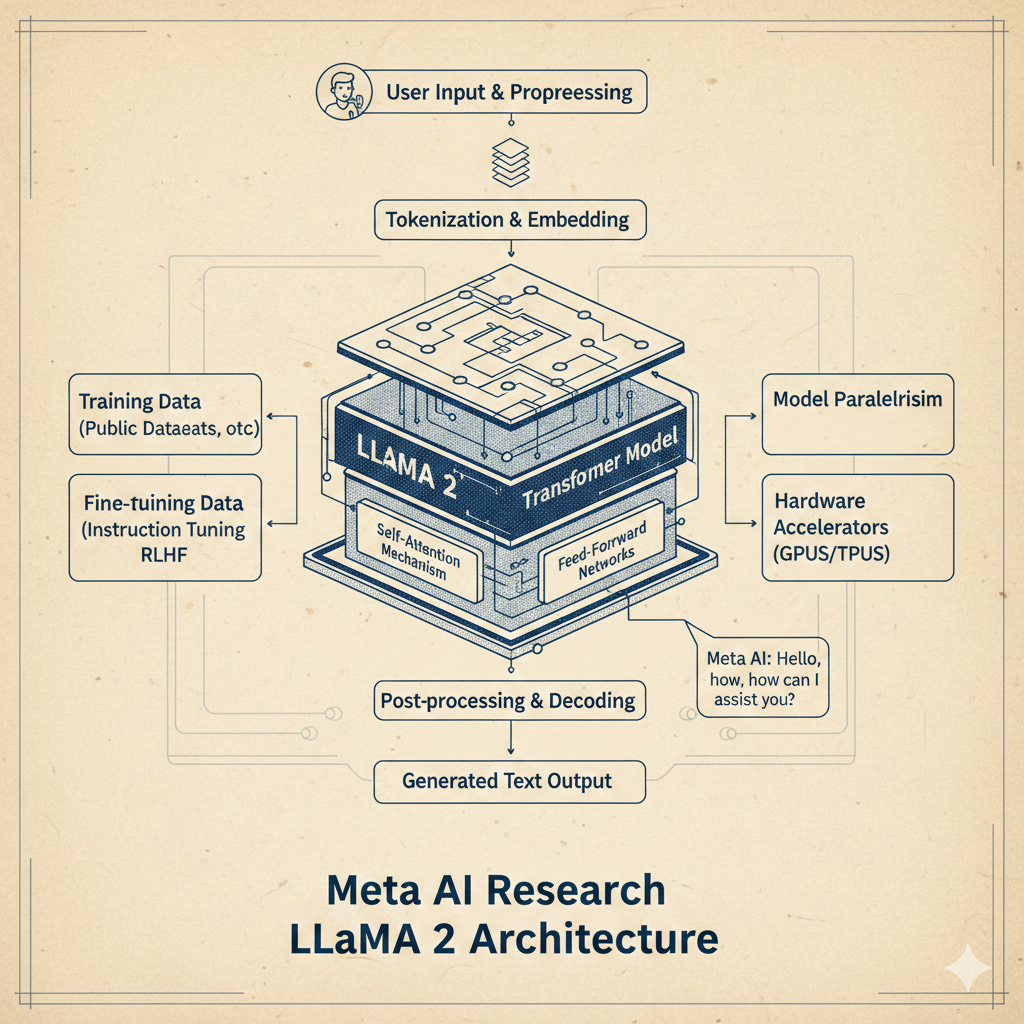 User Input & Propreessing
Tokenization & Embedding
Training Data
(Public Dataeats, otc)
Fine-tuining Data
(Instruction Tuning
RLHF
LLAMA 2
Transfomer Model
Self-Attention
Mechanism
Feed-Forward
Networks
Model Paralelrisim
Hardware
Accelerators
(GPUS/TPUS)
Meta AI: Hello,
how, how can I
assist you?
Post-processing & Decoding
Generated Text Output
Meta AI Research
LLaMA 2 Architecture